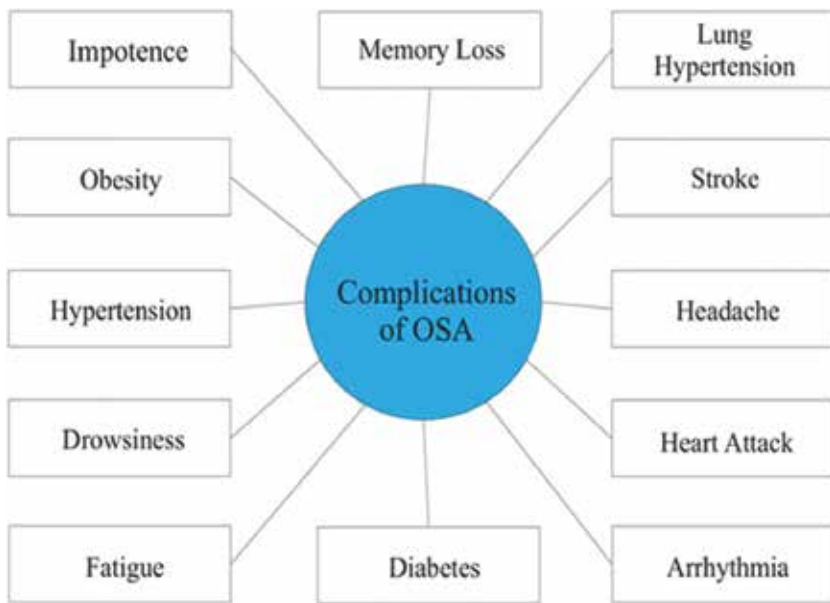 Impotence
Memory Loss
Lung
Hypertension
Obesity
Stroke
Complications
of OSA
Hypertension
Headache
Drowsiness
Heart Attack
Fatigue
Diabetes
Arrhythmia